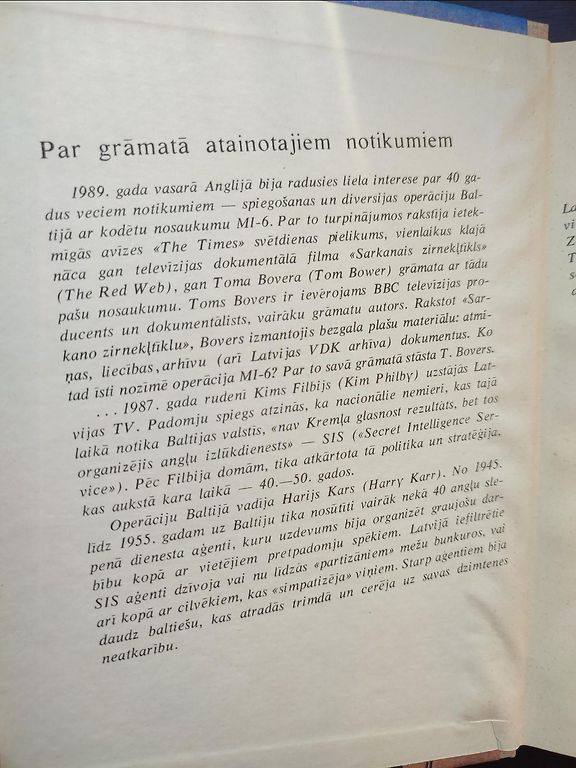 Par grāmatā atainotajiem notikumiem
1989. gada vasarā Anglijā bija radusies liela interese par 40 ga-
dus veciem notikumiem — spiegošanas un diversijas operāciju Bal-
tijā ar kodētu nosaukumu MI-6. Par to turpinājumos rakstīja ietek-
mīgās avīzes «The Times» svētdienas pielikums, vienlaikus klajā
nāca gan televīzijas dokumentālā filma «Sarkanais zirnekļtīkls»
(The Red Web), gan Toma Bovera (Tom Bower) grāmata ar tādu
pašu nosaukumu. Toms Bovers ir ievērojams BBC televīzijas pro-
ducents un dokumentālists, vairāku grāmatu autors. Rakstot «Sar-
kano zirnekļtīklu», Bovers izmantojis bezgala plašu materiālu: atmi-
ņas, liecības, arhīvu (arī Latvijas VDK arhīva) dokumentus. Ko
tad īsti nozīmē operācija MI-6? Par to savā grāmatā stāsta T. Bovers.
... 1987. gada rudenī Kims Filbijs (Kim Philby) uzstājās Lat-
vijas TV. Padomju spiegs atzinās, ka nacionālie nemieri, kas tajā
laikā notika Baltijas valstīs, «nav Kremļa glasnost rezultāts, bet tos
organizējis angļu izlūkdienests» — SIS («Secret Intelligence Ser-
vice»). Pēc Filbija domām, tika atkārtota tā politika un stratēģija,
kas aukstā kara laikā — 40.—50. gados.
Operāciju Baltijā vadīja Harijs Kars (Harry Karr). No 1945.
līdz 1955. gadam uz Baltiju tika nosūtīti vairāk nekā 40 angļu sle-
penā dienesta aģenti, kuru uzdevums bija organizēt graujošu dar-
bību kopā ar vietējiem pretpadomju spēkiem. Latvijā iefiltrētie
SIS aģenti dzīvoja vai nu līdzās «partizāniem» mežu bunkuros, vai
arī kopā ar cilvēkiem, kas «simpatizēja» viņiem. Starp aģentiem bija
daudz baltiešu, kas atradās trimdā un cerēja uz savas dzimtenes
neatkarību.